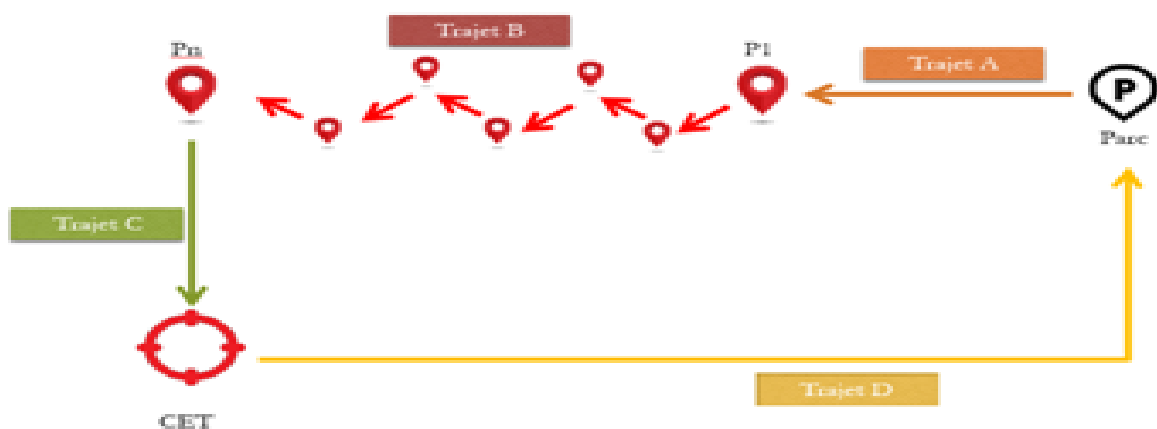 Trajet B
Pn
P1
Trajet A
P
Parc
Trajet C
Trajet D
CET